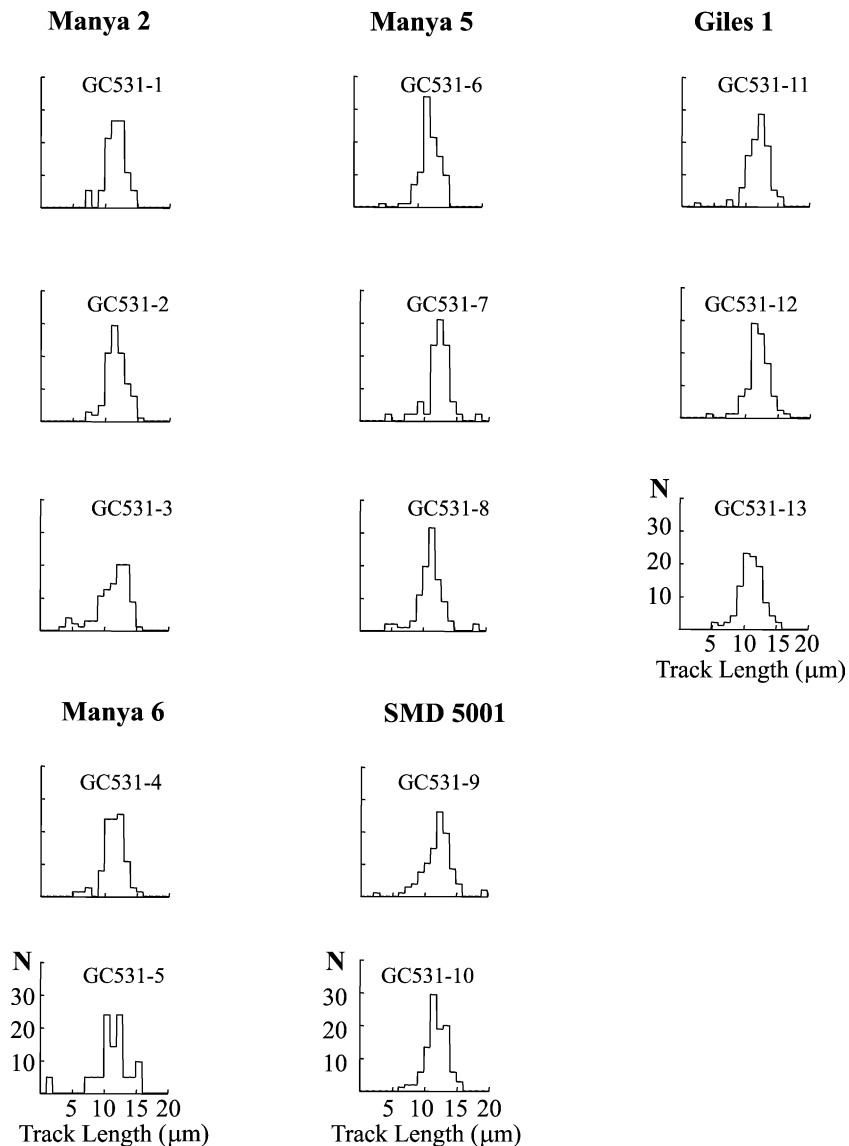 Manya 2
Manya 5
Giles 1
GC531-1
GC531-6
GC531-11
GC531-2
GC531-7
GC531-12
GC531-3
GC531-8
N
GC531-13
30
20
10
5 10 15 20
Track Length (μm)
Manya 6
SMD 5001
GC531-4
GC531-9
N
GC531-5
30
20
10
5 10 15 20
Track Length (μm)
N
GC531-10
30
20
10
5 10 15 20
Track Length (μm)